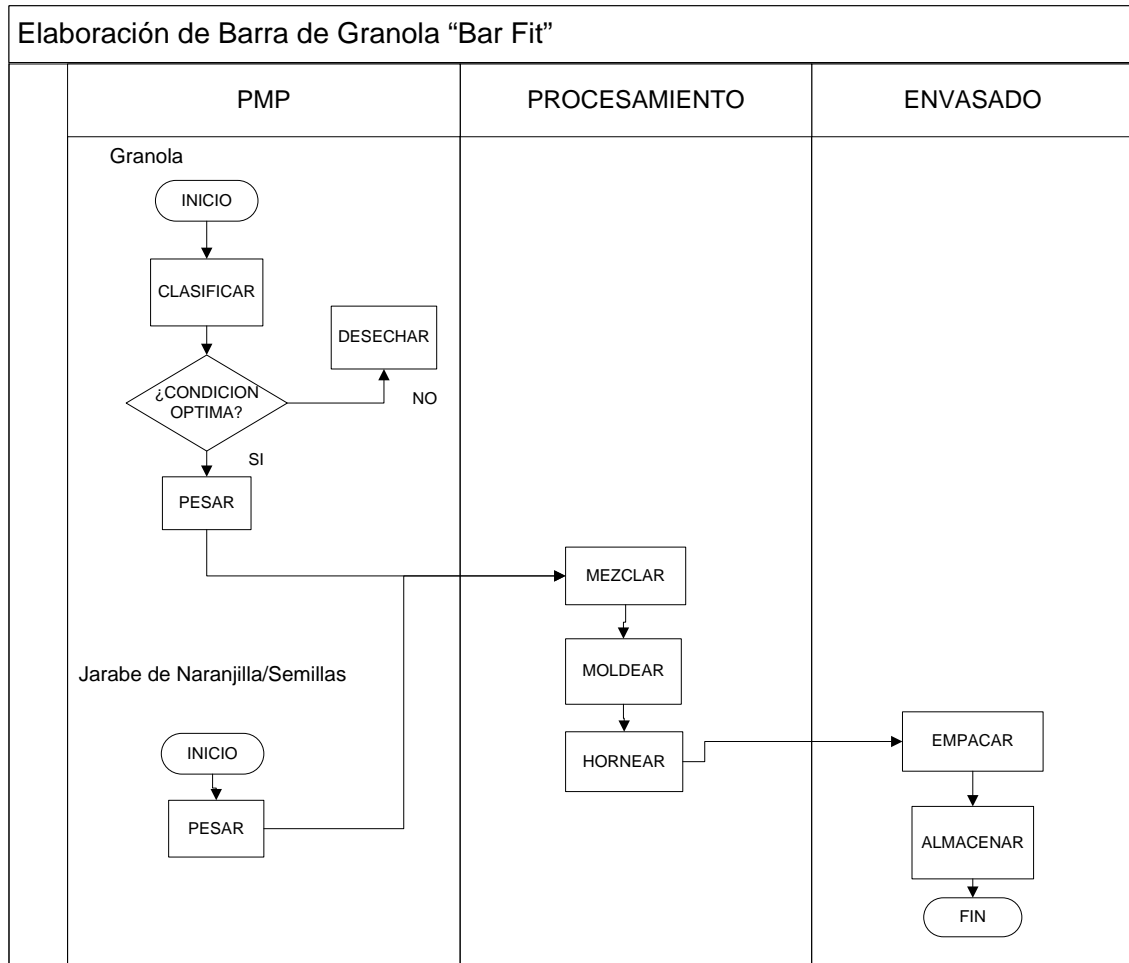 Elaboración de Barra de Granola “Bar Fit”
PMP
PROCESAMIENTO
ENVASADO
Granola
INICIO
CLASIFICAR
DESECHAR
¿CONDICION
OPTIMA?
NO
SI
PESAR
MEZCLAR
MOLDEAR
Jarabe de Naranjilla/Semillas
INICIO
HORNEAR
EMPACAR
PESAR
ALMACENAR
FIN